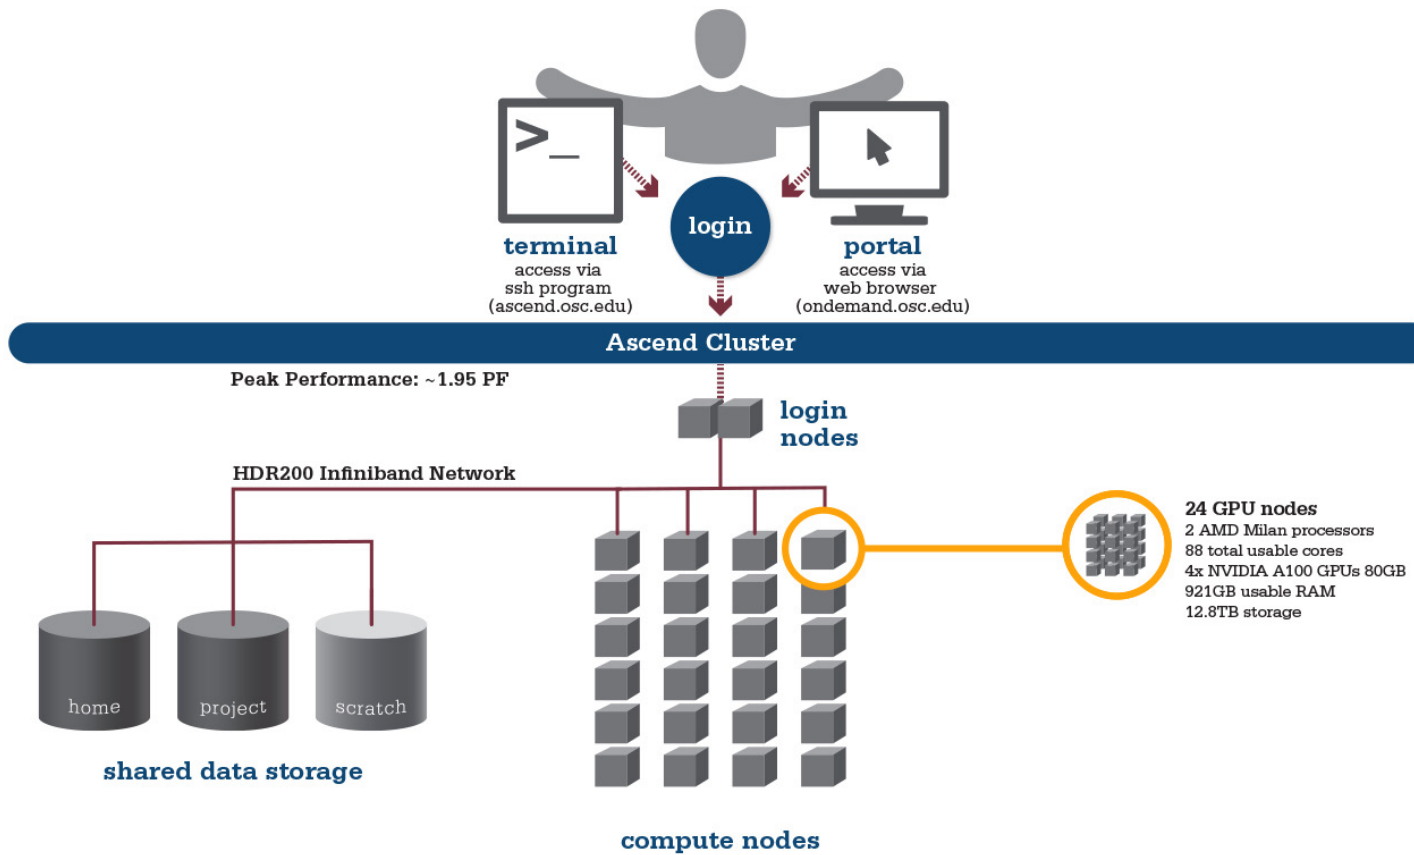 >_
login
terminal
access via
ssh program
(ascend.osc.edu)
portal
access via
web browser
(ondemand.osc.edu)
Ascend Cluster
Peak Performance: ~1.95 PF
login
nodes
HDR200 Infiniband Network
24 GPU nodes
2 AMD Milan processors
88 total usable cores
4x NVIDIA A100 GPUs 80GB
921GB usable RAM
12.8TB storage
home
project
scratch
shared data storage
compute nodes